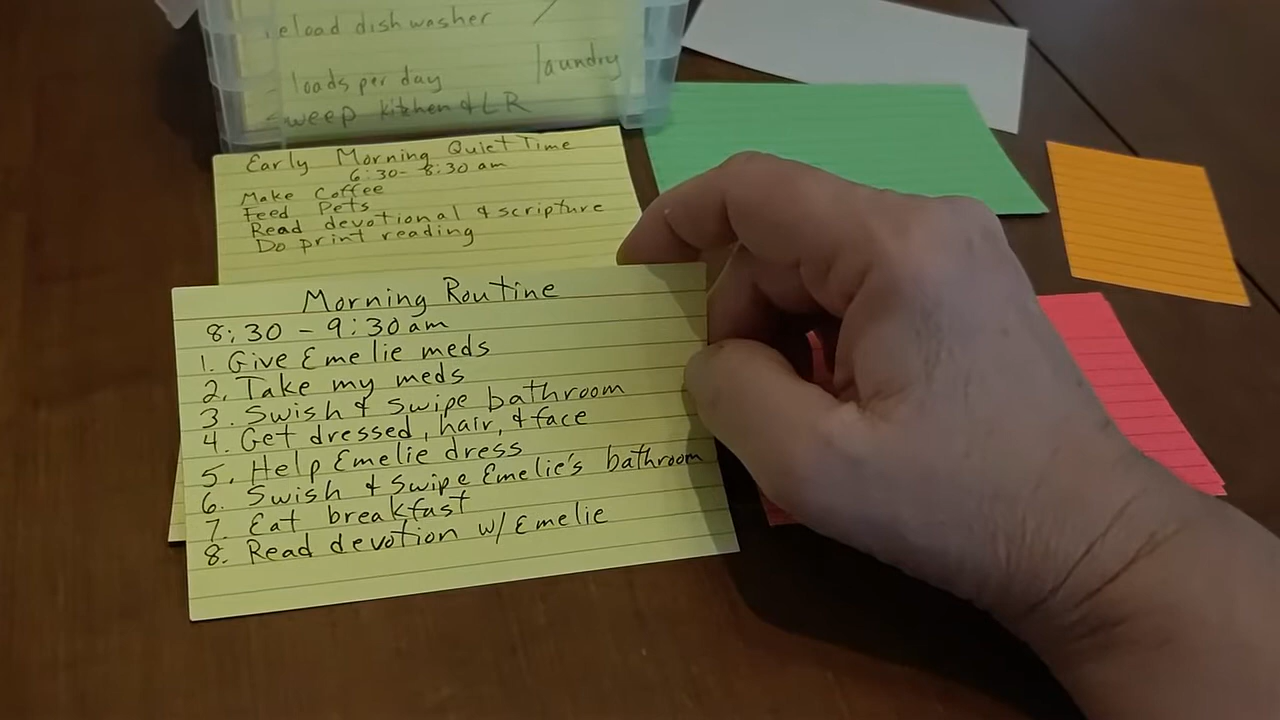 eload dishwasher
loads per day laundry
weep kitchen & LR
Early Morning Quiet Time
6:30- 8:30 am
Make Coffee
Feed Pets
Read devotional & scripture
Do print reading
Morning Routine
8:30 - 9:30 am
1. Give Emelie meds
2. Take my meds
3. Swish & Swipe bathroom
4. Get dressed, hair, & face
5. Help Emelie dress
6. Swish & Swipe Emelie's bathroom
7. Eat breakfast
8. Read devotion w/ Emelie